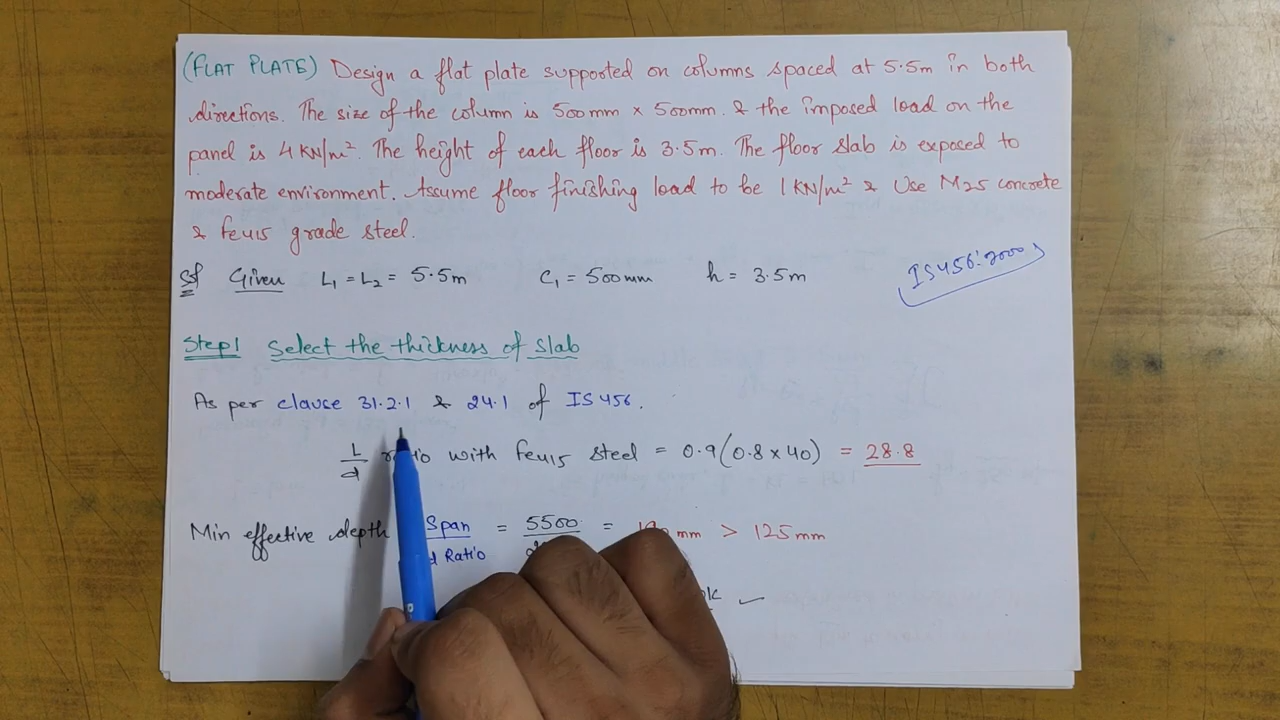 (FLAT PLATE) Design a flat plate supported on columns spaced at 5.5m in both
directions. The size of the column is 500mm x 500mm. & the imposed load on the
panel is 4 KN/m². The height of each floor is 3.5m. The floor slab is exposed to
moderate environment. Assume floor finishing load to be 1 KN/m² & Use M25 concrete
& fe415 grade steel.
Sol Given L₁ = L₂ = 5.5m C₁ = 500mm h = 3.5m
IS456:2000
Step1 Select the thickness of slab
As per clause 31.2.1 & 24.1 of IS 456.
L/d ratio with fe415 steel = 0.9(0.8 x 40) = 28.8
Min effective depth Span / Ratio = 5500 = mm > 125mm